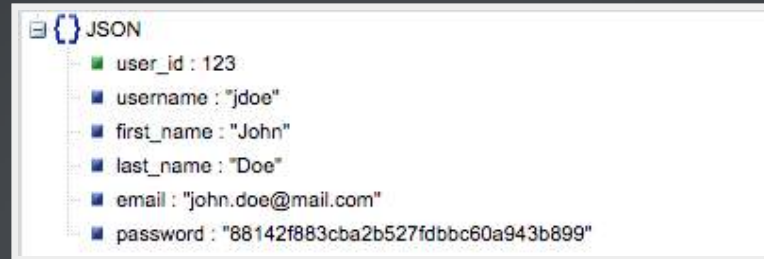 {} JSON
user_id : 123
username : "jdoe"
first_name : "John"
last_name : "Doe"
email : "john.doe@mail.com"
password : "88142f883cba2b527fdbbc60a943b899"